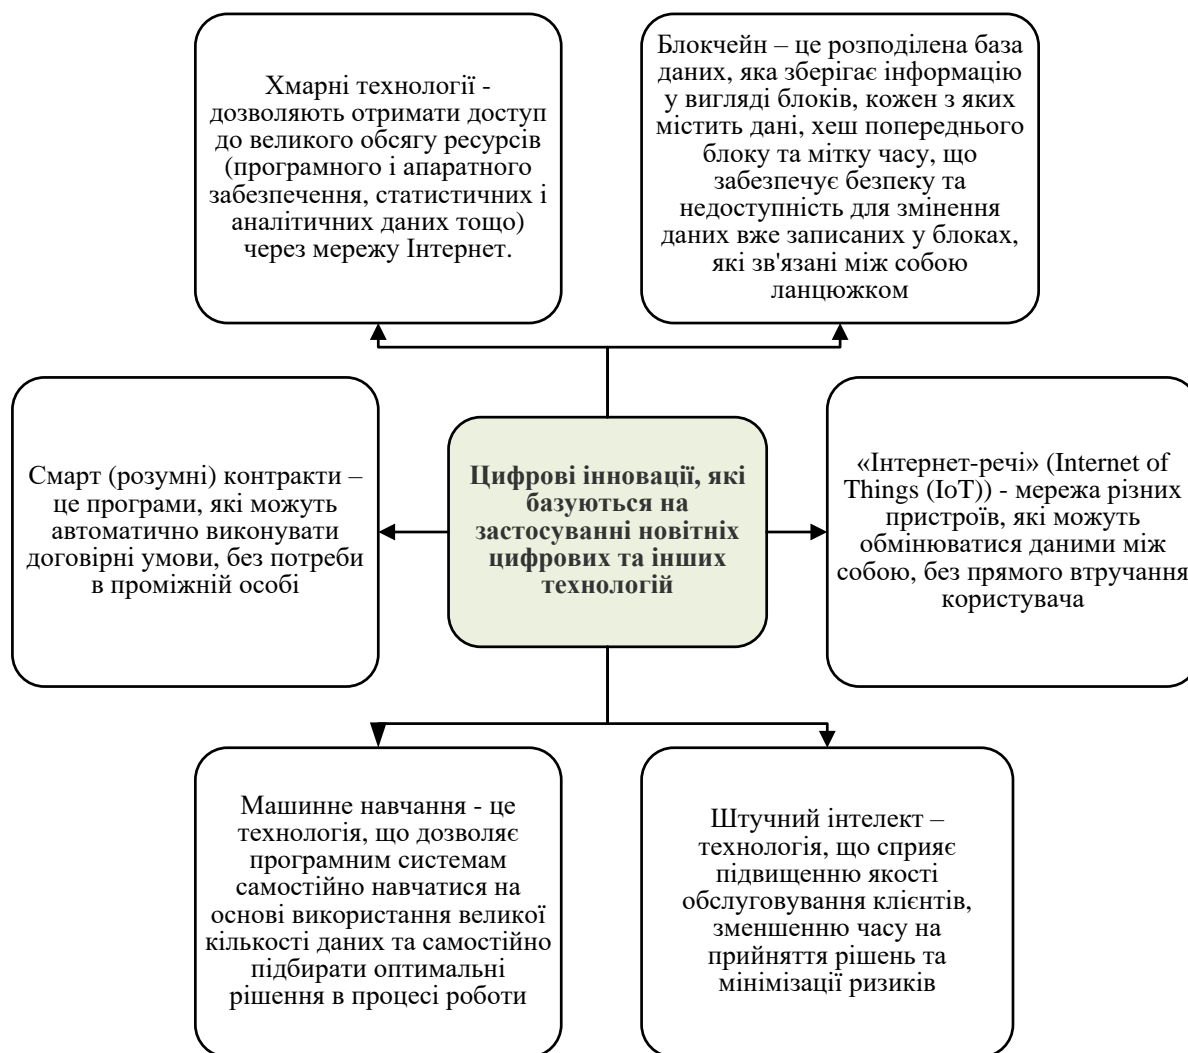 Хмарні технології -
дозволяють отримати доступ
до великого обсягу ресурсів
(програмного і апаратного
забезпечення, статистичних і
аналітичних даних тощо)
через мережу Інтернет.
Блокчейн – це розподілена база
даних, яка зберігає інформацію
у вигляді блоків, кожен з яких
містить дані, хеш попереднього
блоку та мітку часу, що
забезпечує безпеку та
недоступність для змінення
даних вже записаних у блоках,
які зв'язані між собою
ланцюжком
Смарт (розумні) контракти –
це програми, які можуть
автоматично виконувати
договірні умови, без потреби
в проміжній особі
Цифрові інновації, які
базуються на
застосуванні новітніх
цифрових та інших
технологій
«Інтернет-речі» (Internet of
Things (IoT)) - мережа різних
пристроїв, які можуть
обмінюватися даними між
собою, без прямого втручання
користувача
Машинне навчання - це
технологія, що дозволяє
програмним системам
самостійно навчатися на
основі використання великої
кількості даних та самостійно
підбирати оптимальні
рішення в процесі роботи
Штучний інтелект –
технологія, що сприяє
підвищенню якості
обслуговування клієнтів,
зменшенню часу на
прийняття рішень та
мінімізації ризиків